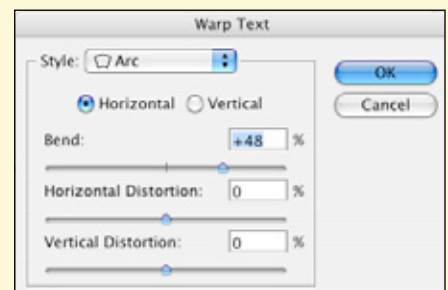 Warp Text
Style: Arc
OK
Horizontal Vertical
Cancel
Bend: +48 %
Horizontal Distortion: 0 %
Vertical Distortion: 0 %